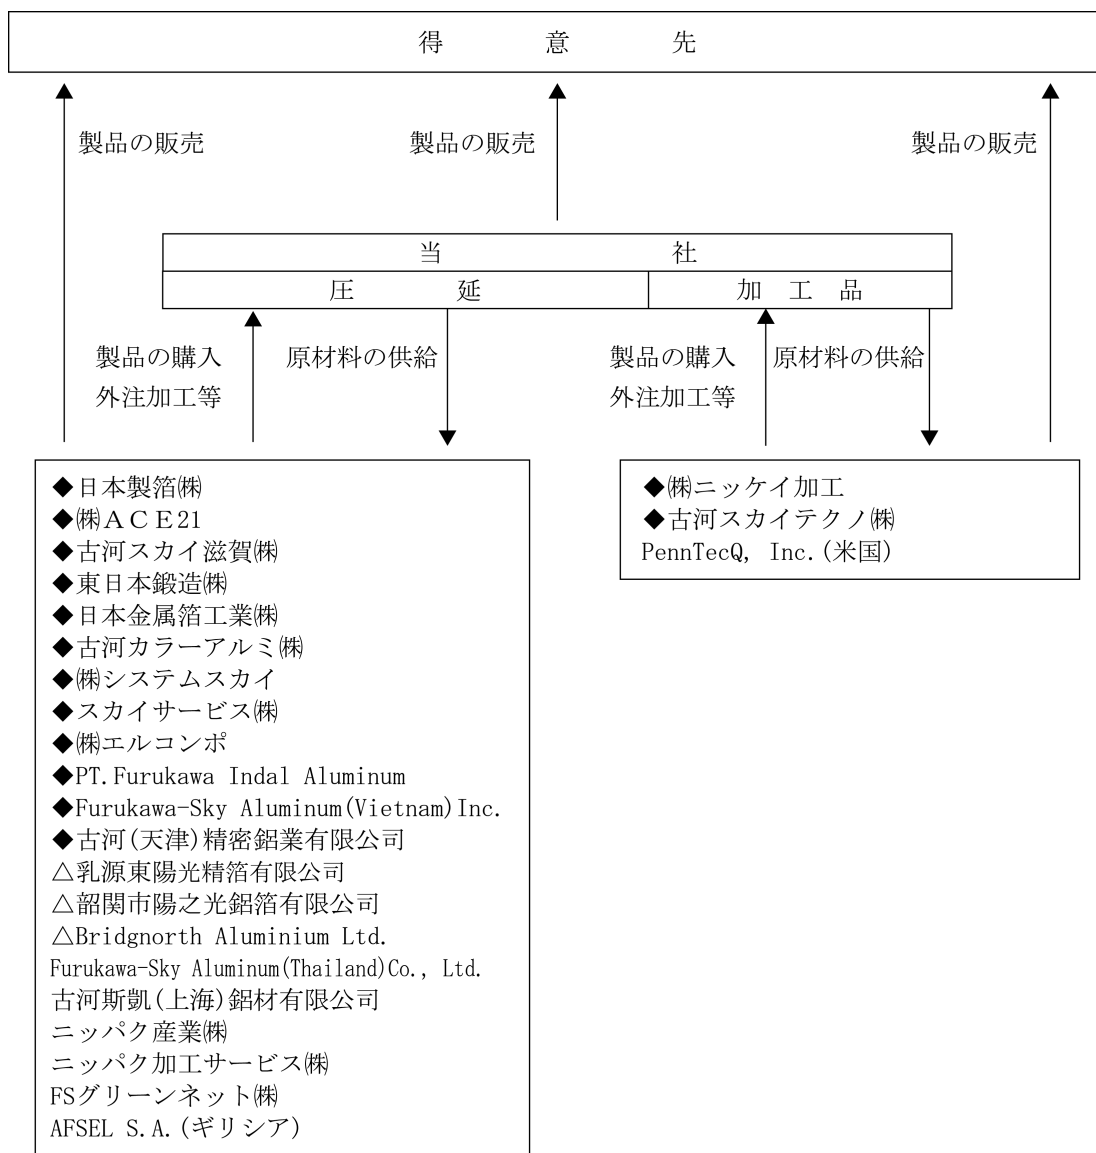 得意先
製品の販売
製品の販売
製品の販売
当社
圧延
加工品
製品の購入
外注加工等
原材料の供給
製品の購入
外注加工等
原材料の供給
◆日本製箔㈱
◆㈱ACE21
◆古河スカイ滋賀㈱
◆東日本鍛造㈱
◆日本金属箔工業㈱
◆古河カラーアルミ㈱
◆㈱システムスカイ
◆スカイサービス㈱
◆㈱エルコンポ
◆PT.Furukawa Indal Aluminum
◆Furukawa-Sky Aluminum(Vietnam)Inc.
◆古河(天津)精密鋁業有限公司
△乳源東陽光精箔有限公司
△韶関市陽之光鋁箔有限公司
△Bridgnorth Aluminium Ltd.
Furukawa-Sky Aluminum(Thailand)Co., Ltd.
古河斯凱(上海)鋁材有限公司
ニッパク産業㈱
ニッパク加工サービス㈱
FSグリーンネット㈱
AFSEL S.A.(ギリシア)
◆㈱ニッケイ加工
◆古河スカイテクノ㈱
PennTecQ, Inc.(米国)